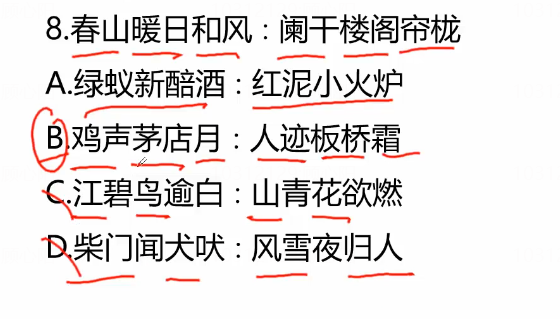 8.春山暖日和风：阑干楼阁帘栊
A.绿蚁新醅酒：红泥小火炉
B.鸡声茅店月：人迹板桥霜
C.江碧鸟逾白：山青花欲燃
D.柴门闻犬吠：风雪夜归人